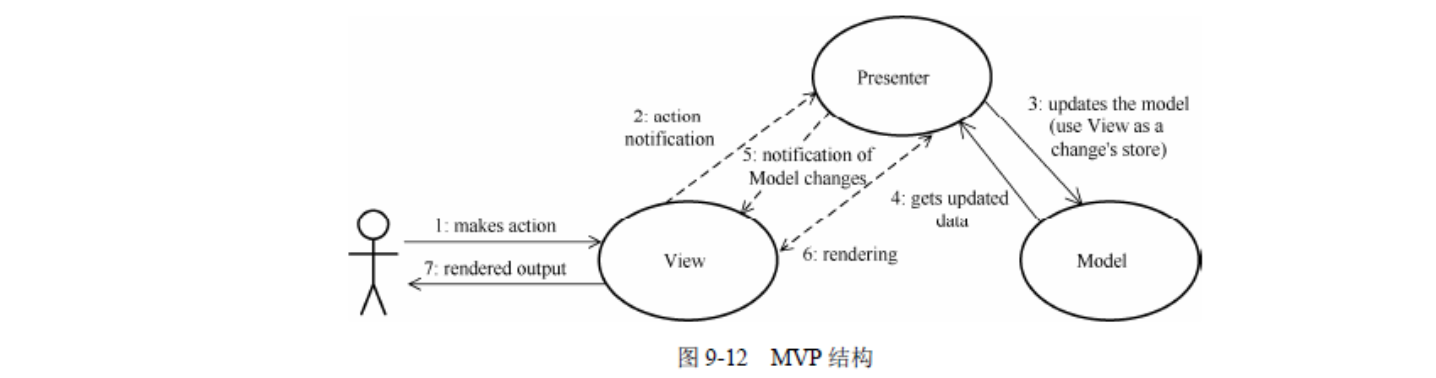 Presenter
3: updates the model
(use View as a
change's store)
2: action
notification
5: notification of
Model changes
4: gets updated
data
1: makes action
6: rendering
View
Model
7: rendered output
图 9-12 MVP 结构